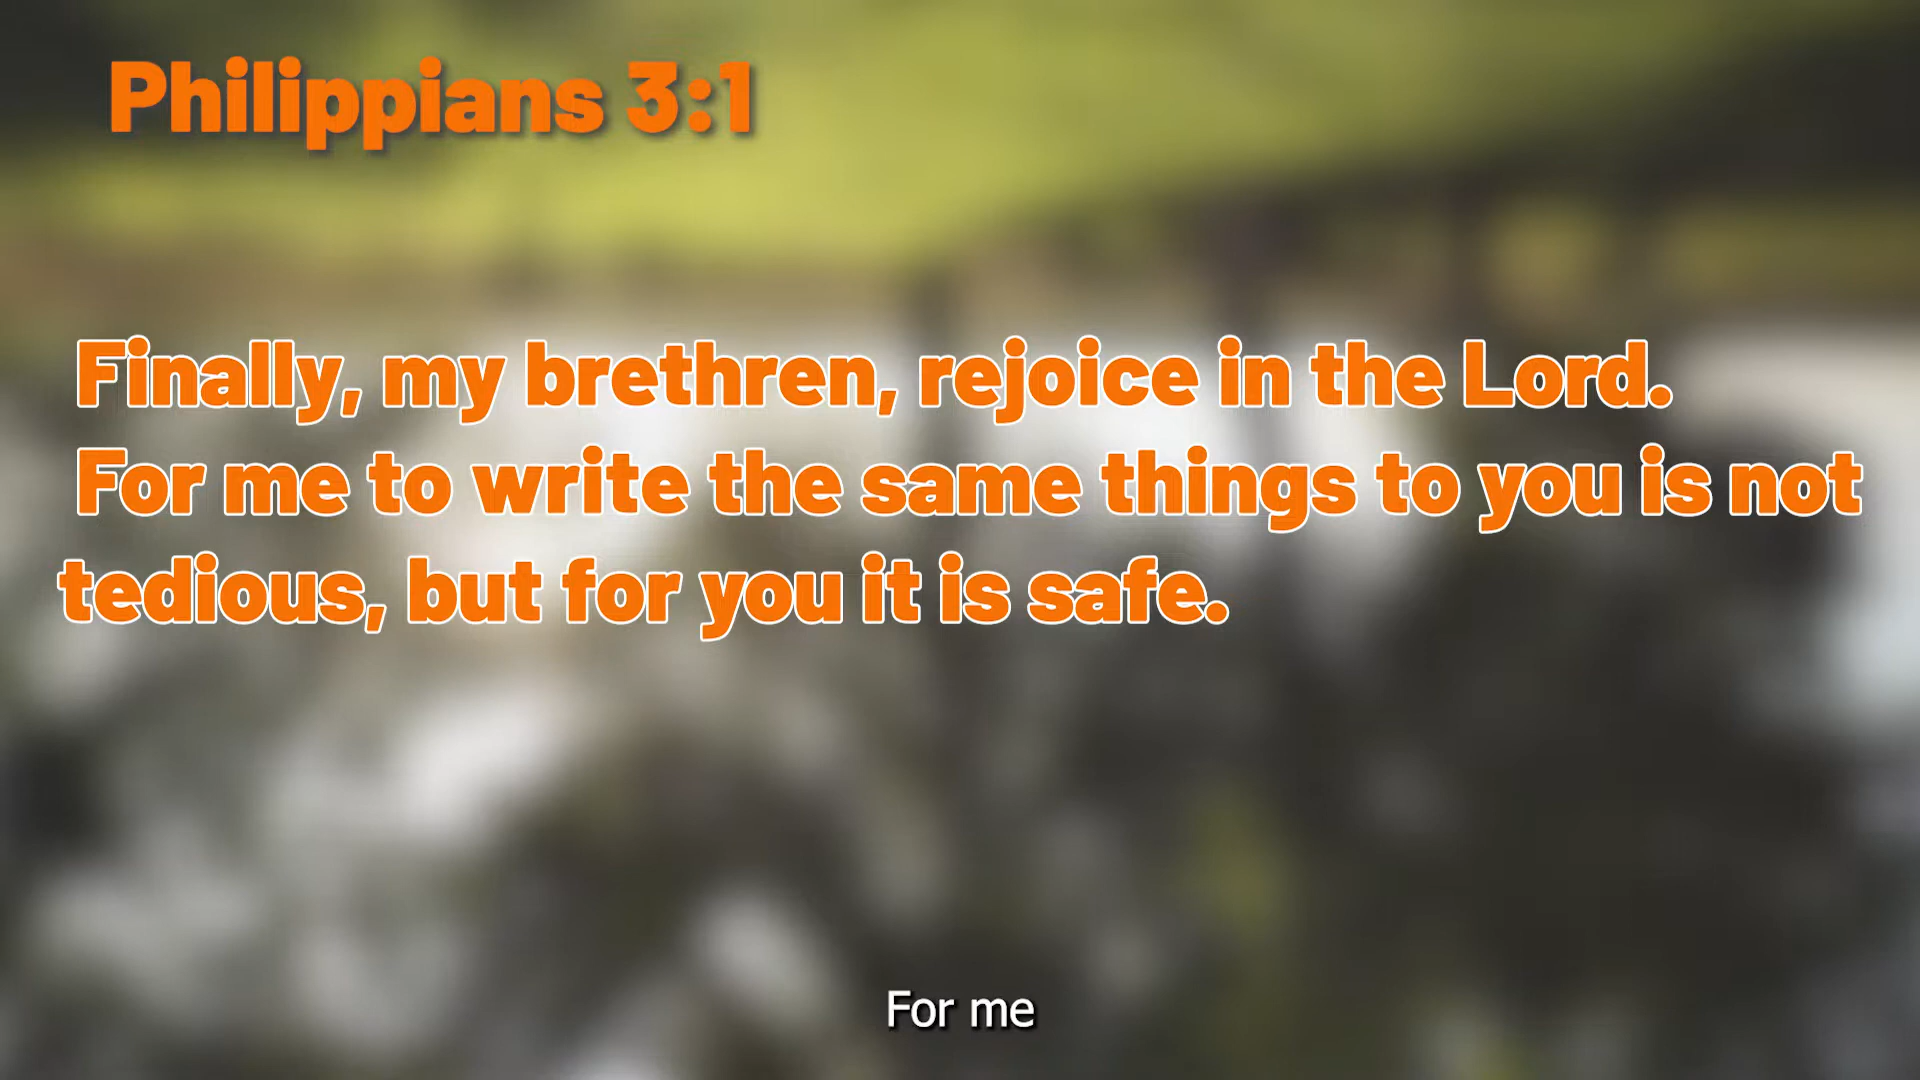 Philippians 3:1
Finally, my brethren, rejoice in the Lord.
For me to write the same things to you is not
tedious, but for you it is safe.
For me